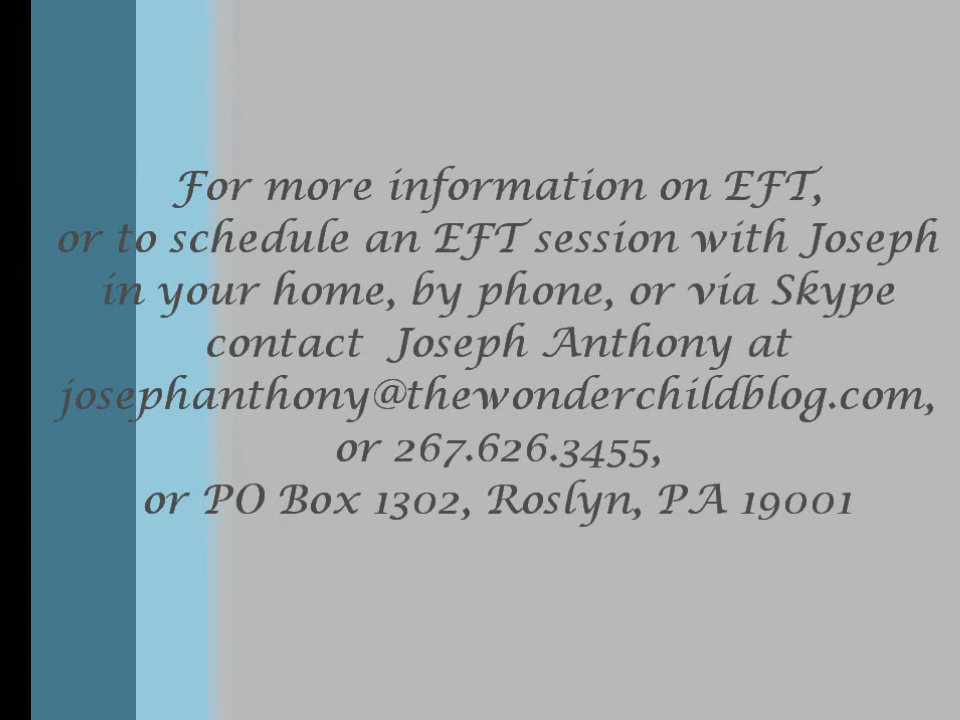 For more information on EFT,
or to schedule an EFT session with Joseph
in your home, by phone, or via Skype
contact Joseph Anthony at
josephanthony@thewonderchildblog.com,
or 267.626.3455,
or PO Box 1302, Roslyn, PA 19001